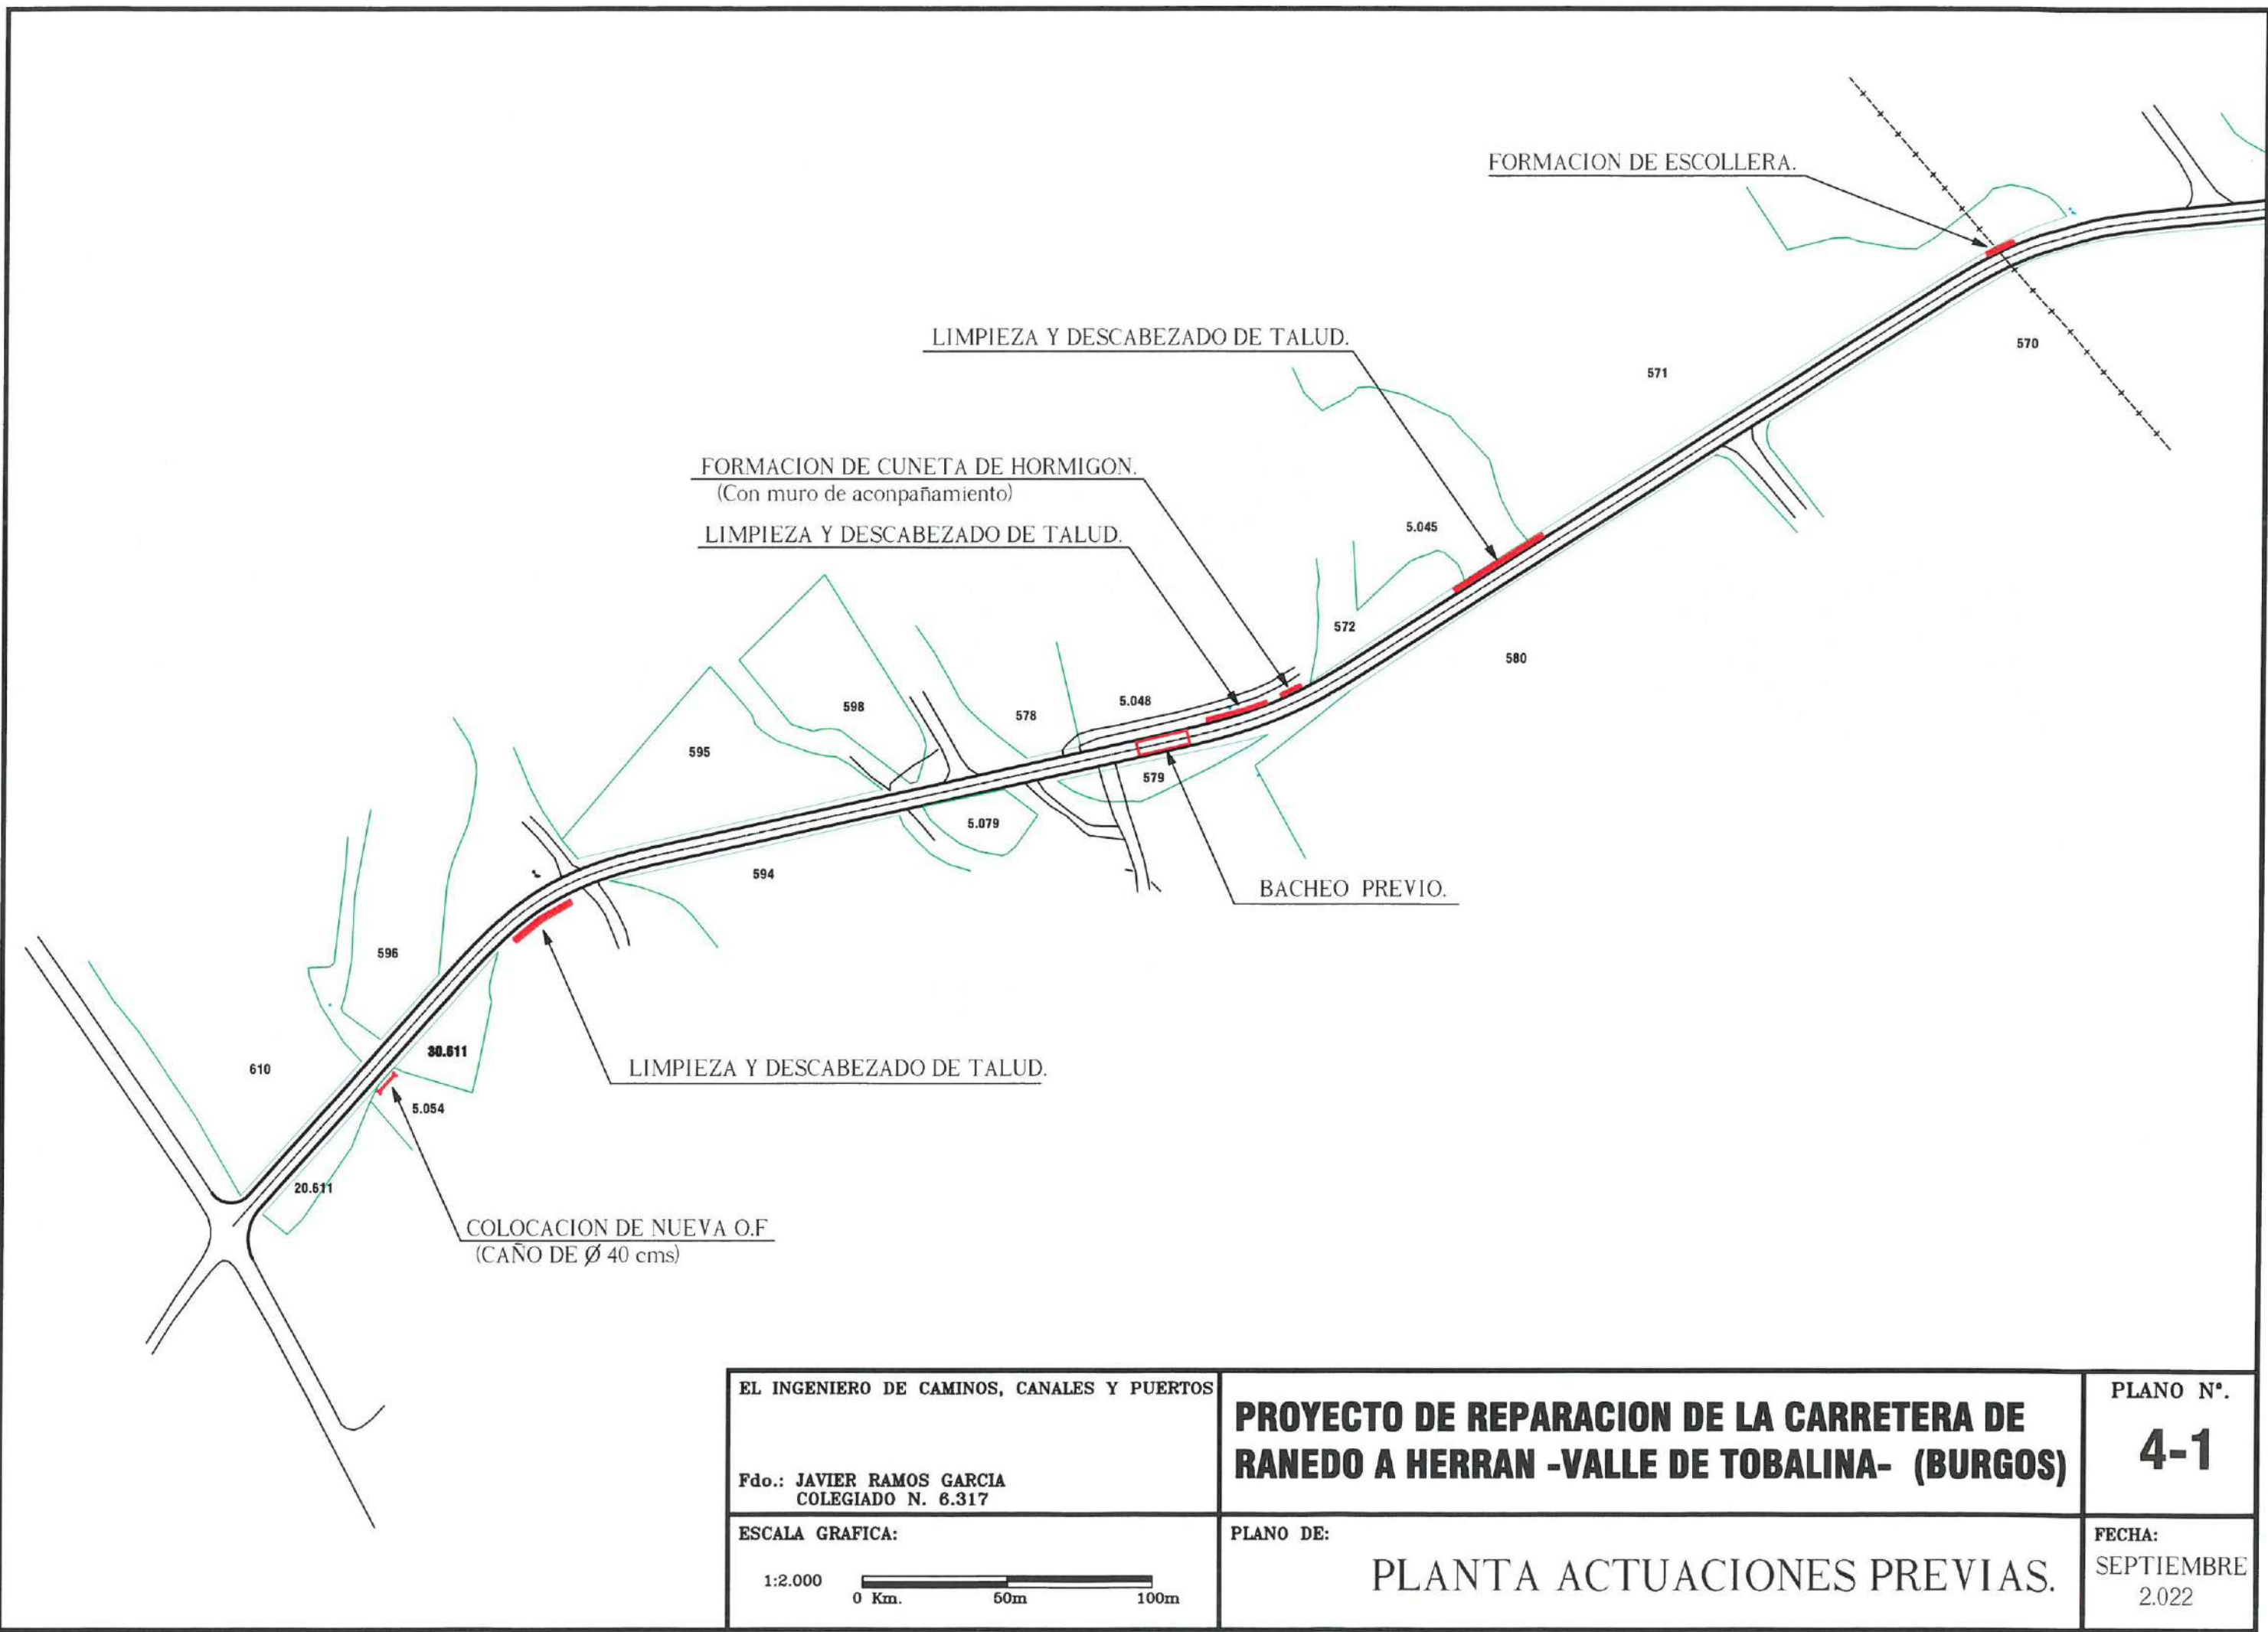 FORMACION DE ESCOLLERA.
LIMPIEZA Y DESCABEZADO DE TALUD.
570
571
FORMACION DE CUNETA DE HORMIGON.
(Con muro de aconpañamiento)
LIMPIEZA Y DESCABEZADO DE TALUD.
5.045
572
580
598
5.048
578
595
579
5.079
594
BACHEO PREVIO.
596
30.611
610
LIMPIEZA Y DESCABEZADO DE TALUD.
5.054
20.611
COLOCACION DE NUEVA O.F
(CAÑO DE Ø 40 cms)
EL INGENIERO DE CAMINOS, CANALES Y PUERTOS
Fdo.: JAVIER RAMOS GARCIA
COLEGIADO N. 6.317
PROYECTO DE REPARACION DE LA CARRETERA DE
RANEDO A HERRAN -VALLE DE TOBALINA- (BURGOS)
PLANO Nº.
4-1
ESCALA GRAFICA:
1:2.000
0 Km. 50m 100m
PLANO DE:
PLANTA ACTUACIONES PREVIAS.
FECHA:
SEPTIEMBRE
2.022